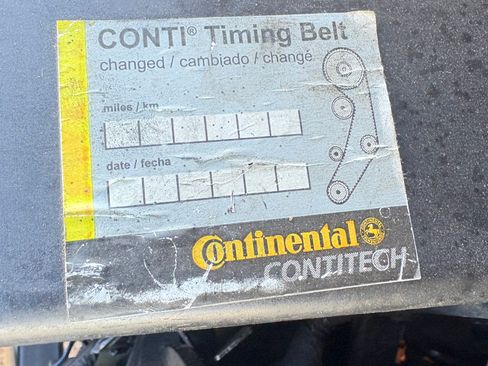 CONTI® Timing Belt
changed / cambiado / changé
miles / km
date / fecha
Continental
CONTITECH